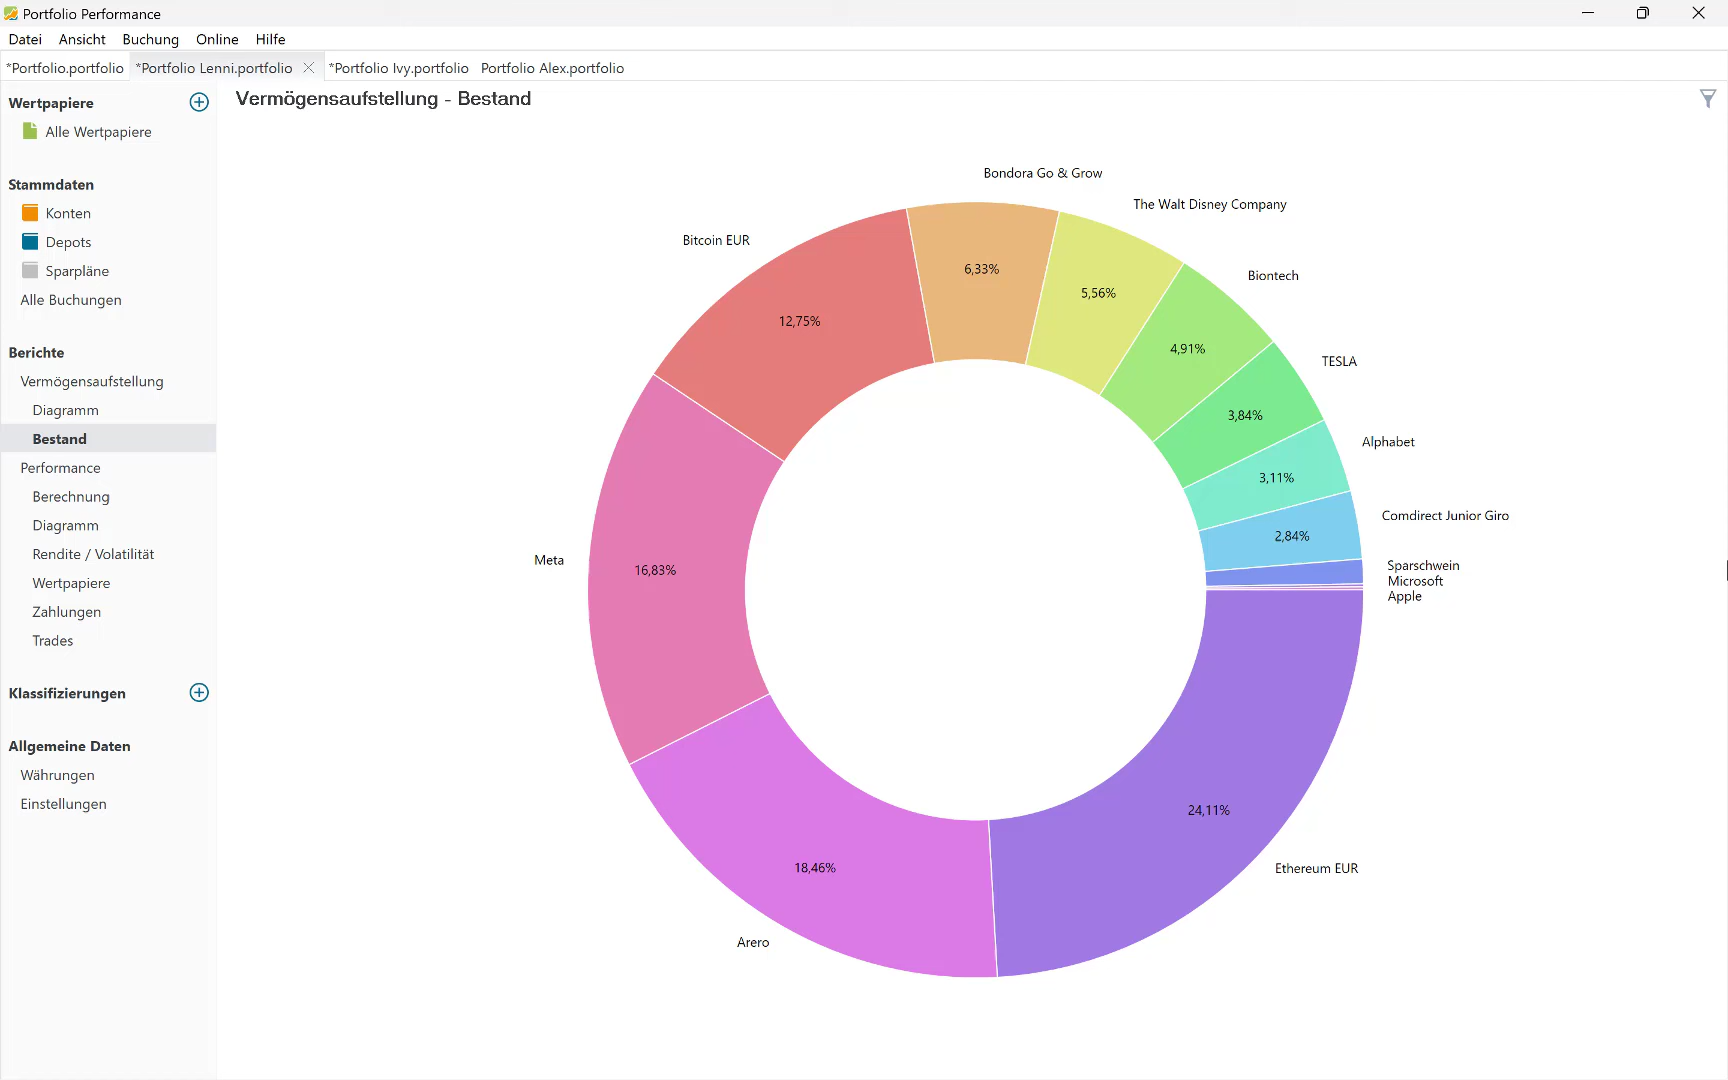 Portfolio Performance
Datei Ansicht Buchung Online Hilfe
*Portfolio.portfolio *Portfolio Lenni.portfolio *Portfolio Ivy.portfolio Portfolio Alex.portfolio
Wertpapiere
Alle Wertpapiere
Stammdaten
Konten
Depots
Sparpläne
Alle Buchungen
Berichte
Vermögensaufstellung
Diagramm
Bestand
Performance
Berechnung
Diagramm
Rendite / Volatilität
Wertpapiere
Zahlungen
Trades
Klassifizierungen
Allgemeine Daten
Währungen
Einstellungen
Vermögensaufstellung - Bestand
Bondora Go & Grow
The Walt Disney Company
Bitcoin EUR
6,33%
Biontech
5,56%
12,75%
4,91%
TESLA
3,84%
Alphabet
3,11%
Comdirect Junior Giro
2,84%
Meta
16,83%
Sparschwein
Microsoft
Apple
24,11%
18,46%
Ethereum EUR
Arero